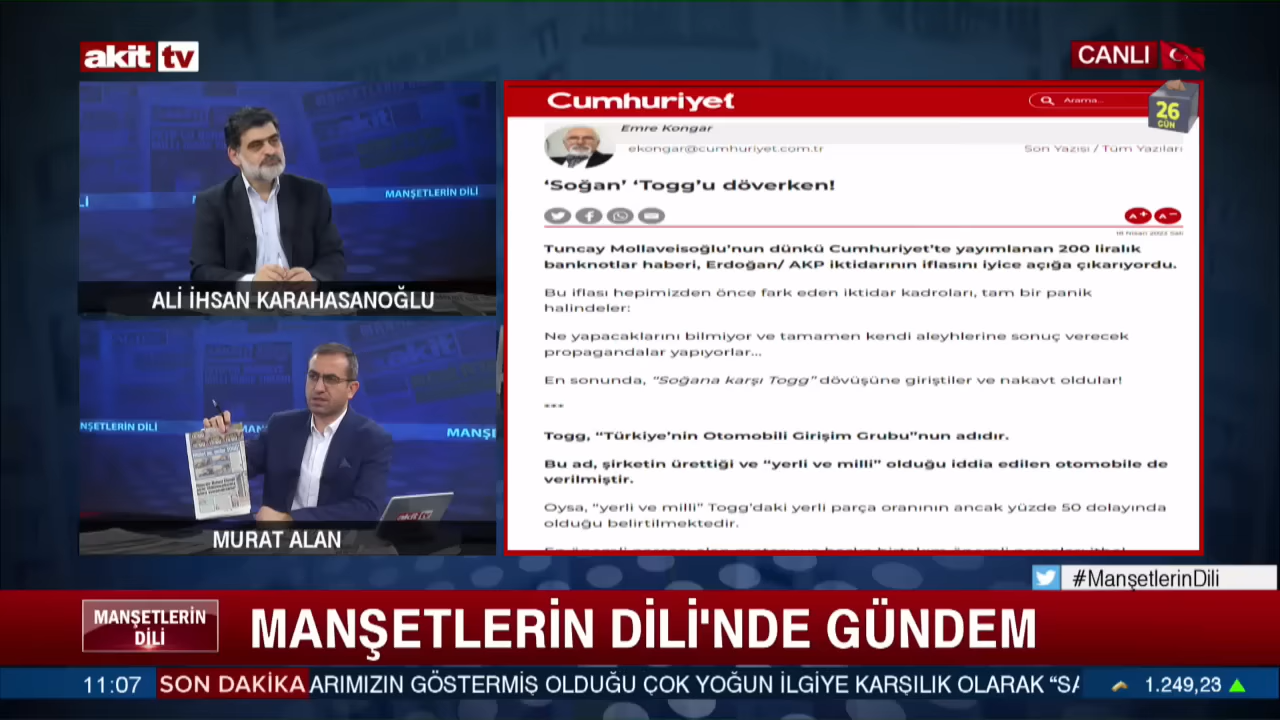 akit tv
CANLI
MANŞETLERİN DİLİ
ALİ İHSAN KARAHASANOĞLU
MANŞETLERİN DİLİ
MURAT ALAN
akit tv
Cumhuriyet
Arama...
26
GÜN
Emre Kongar
ekongar@cumhuriyet.com.tr
Son Yazısı / Tüm Yazıları
‘Soğan’ ‘Togg’u döverken!
A+ A-
18 Nisan 2023 Salı
Tuncay Mollaveisoğlu’nun dünkü Cumhuriyet’te yayımlanan 200 liralık
banknotlar haberi, Erdoğan/ AKP iktidarının iflasını iyice açığa çıkarıyordu.
Bu iflası hepimizden önce fark eden iktidar kadroları, tam bir panik
halindeler:
Ne yapacaklarını bilmiyor ve tamamen kendi aleyhlerine sonuç verecek
propagandalar yapıyorlar...
En sonunda, “Soğana karşı Togg” dövüşüne giriştiler ve nakavt oldular!
***
Togg, “Türkiye’nin Otomobili Girişim Grubu”nun adıdır.
Bu ad, şirketin ürettiği ve “yerli ve milli” olduğu iddia edilen otomobile de
verilmiştir.
Oysa, “yerli ve milli” Togg’daki yerli parça oranının ancak yüzde 50 dolayında
olduğu belirtilmektedir.
#ManşetlerinDili
MANŞETLERİN
DİLİ
MANŞETLERİN DİLİ'NDE GÜNDEM
11:07 SON DAKİKA ARIMIZIN GÖSTERMİŞ OLDUĞU ÇOK YOĞUN İLGİYE KARŞILIK OLARAK “SA 1.249,23